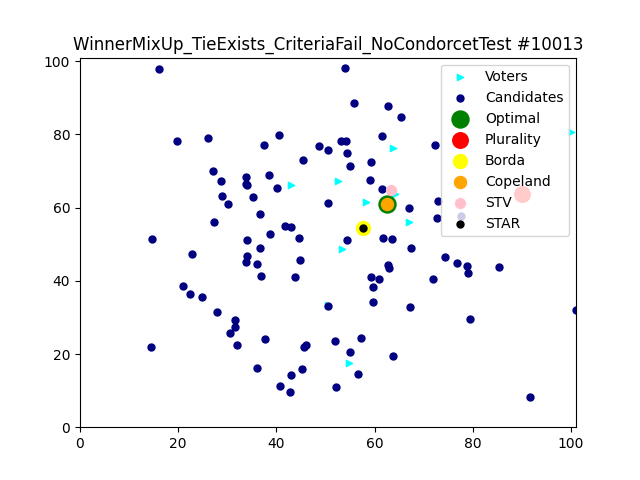 WinnerMixUp_TieExists_CriteriaFail_NoCondorcetTest #10013
100
80
60
40
20
0
0 20 40 60 80 100
Voters
Candidates
Optimal
Plurality
Borda
Copeland
STV
STAR